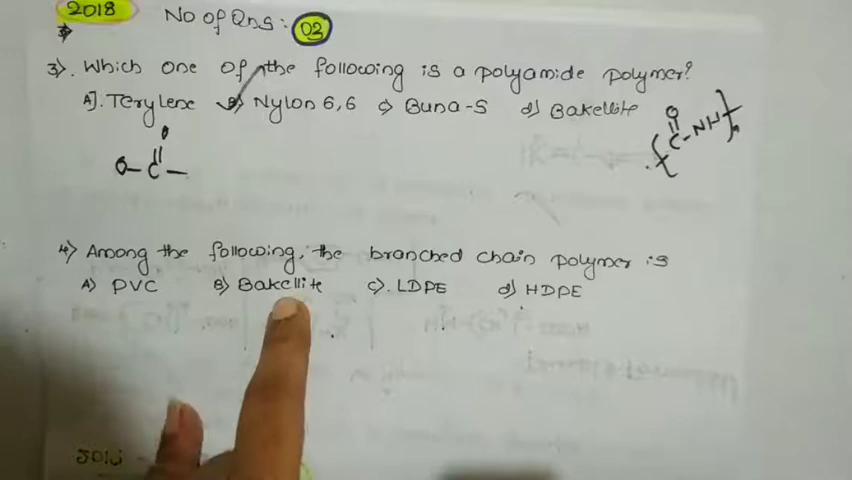 2018 No of Qns: 02
3). Which one of the following is a polyamide polymer?
A]. Terylene B) Nylon 6,6 c) Buna-S d) Bakellite
O
O-C-
O
C-NH
n
4) Among the following, the branched chain polymer is
A) PVC B) Bakellite c). LDPE d) HDPE